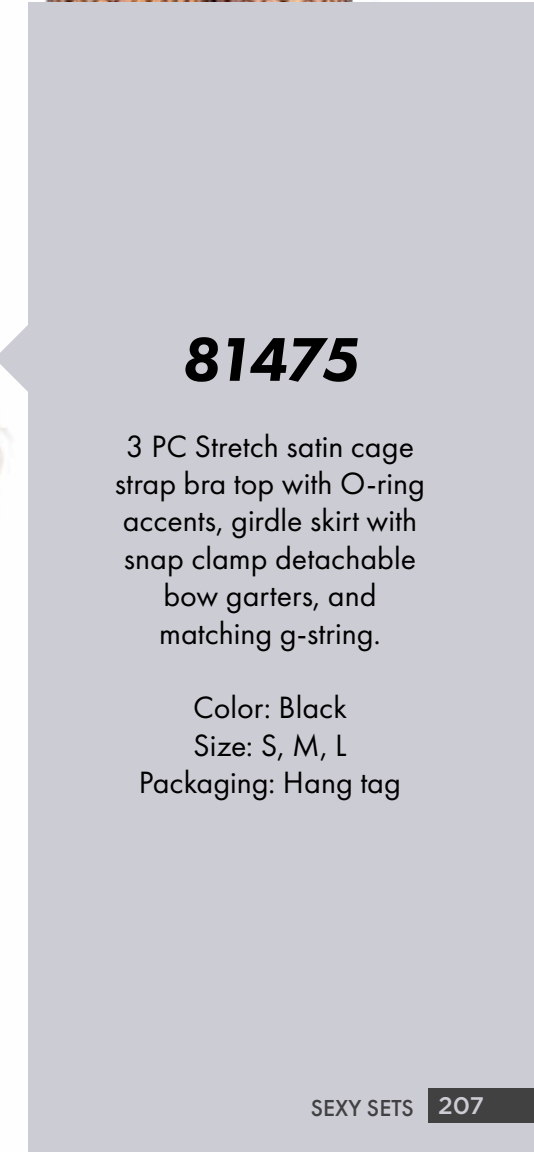 81475
3 PC Stretch satin cage
strap bra top with O-ring
accents, girdle skirt with
snap clamp detachable
bow garters, and
matching g-string.
Color: Black
Size: S, M, L
Packaging: Hang tag
SEXY SETS 207